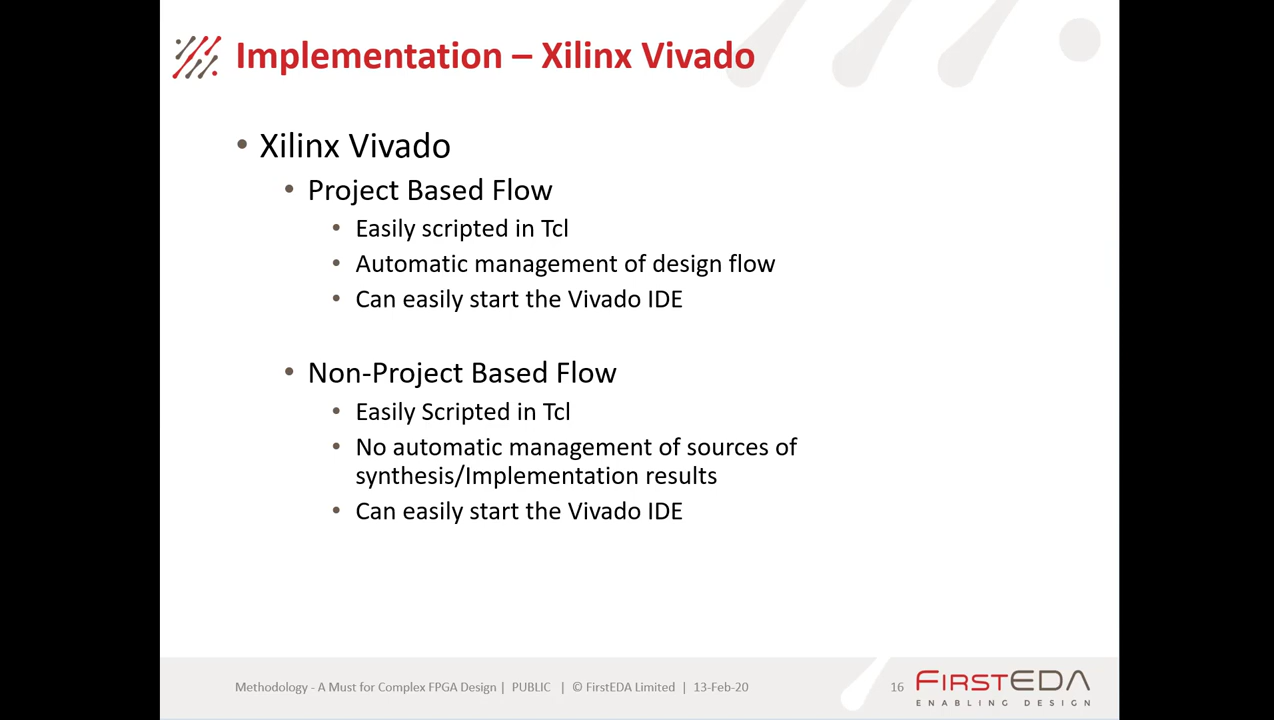 Implementation – Xilinx Vivado
• Xilinx Vivado
• Project Based Flow
• Easily scripted in Tcl
• Automatic management of design flow
• Can easily start the Vivado IDE
• Non-Project Based Flow
• Easily Scripted in Tcl
• No automatic management of sources of
synthesis/Implementation results
• Can easily start the Vivado IDE
Methodology - A Must for Complex FPGA Design | PUBLIC | © FirstEDA Limited | 13-Feb-20
16
FIRSTEDA
ENABLING DESIGN